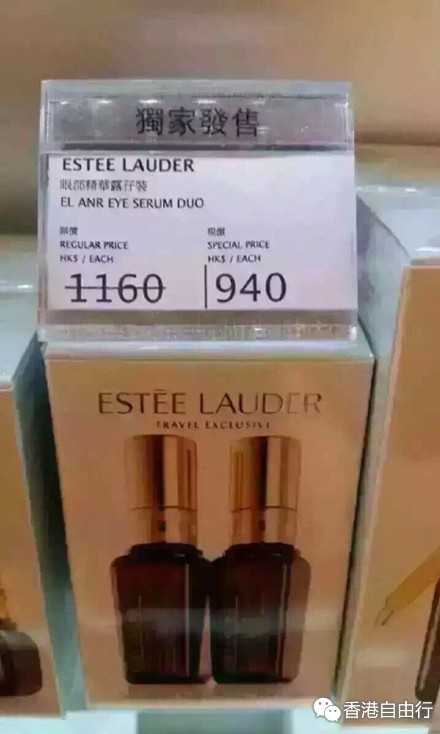 獨家發售
ESTEE LAUDER
眼部精華露孖裝
EL ANR EYE SERUM DUO
原價
REGULAR PRICE
HK$ / EACH
1160
現價
SPECIAL PRICE
HK$ / EACH
940
ESTĒE LAUDER
TRAVEL EXCLUSIVE
香港自由行